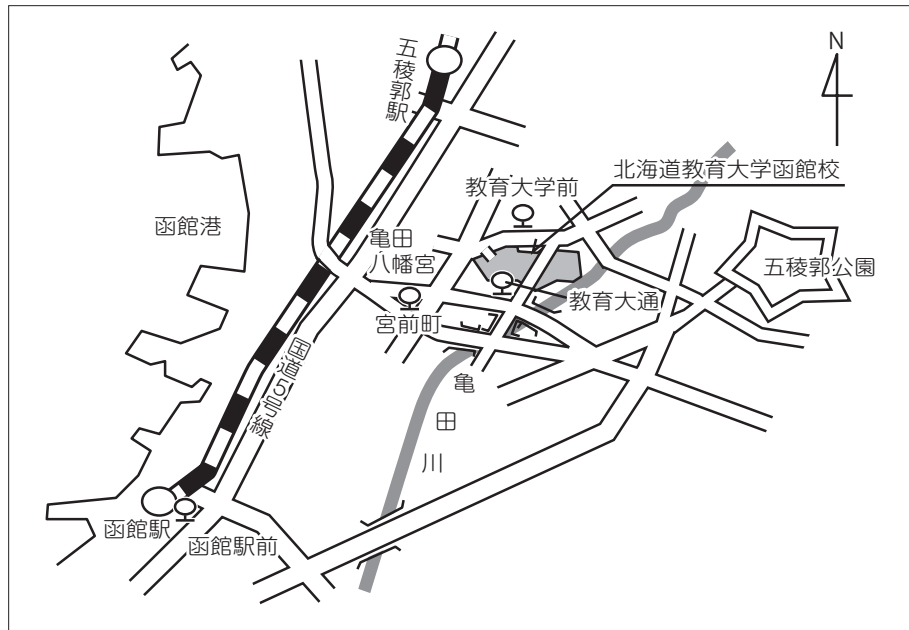 N
五稜郭駅
北海道教育大学函館校
教育大学前
函館港
亀田
八幡宮
五稜郭公園
教育大通
宮前町
国道5号線
亀田川
函館駅
函館駅前